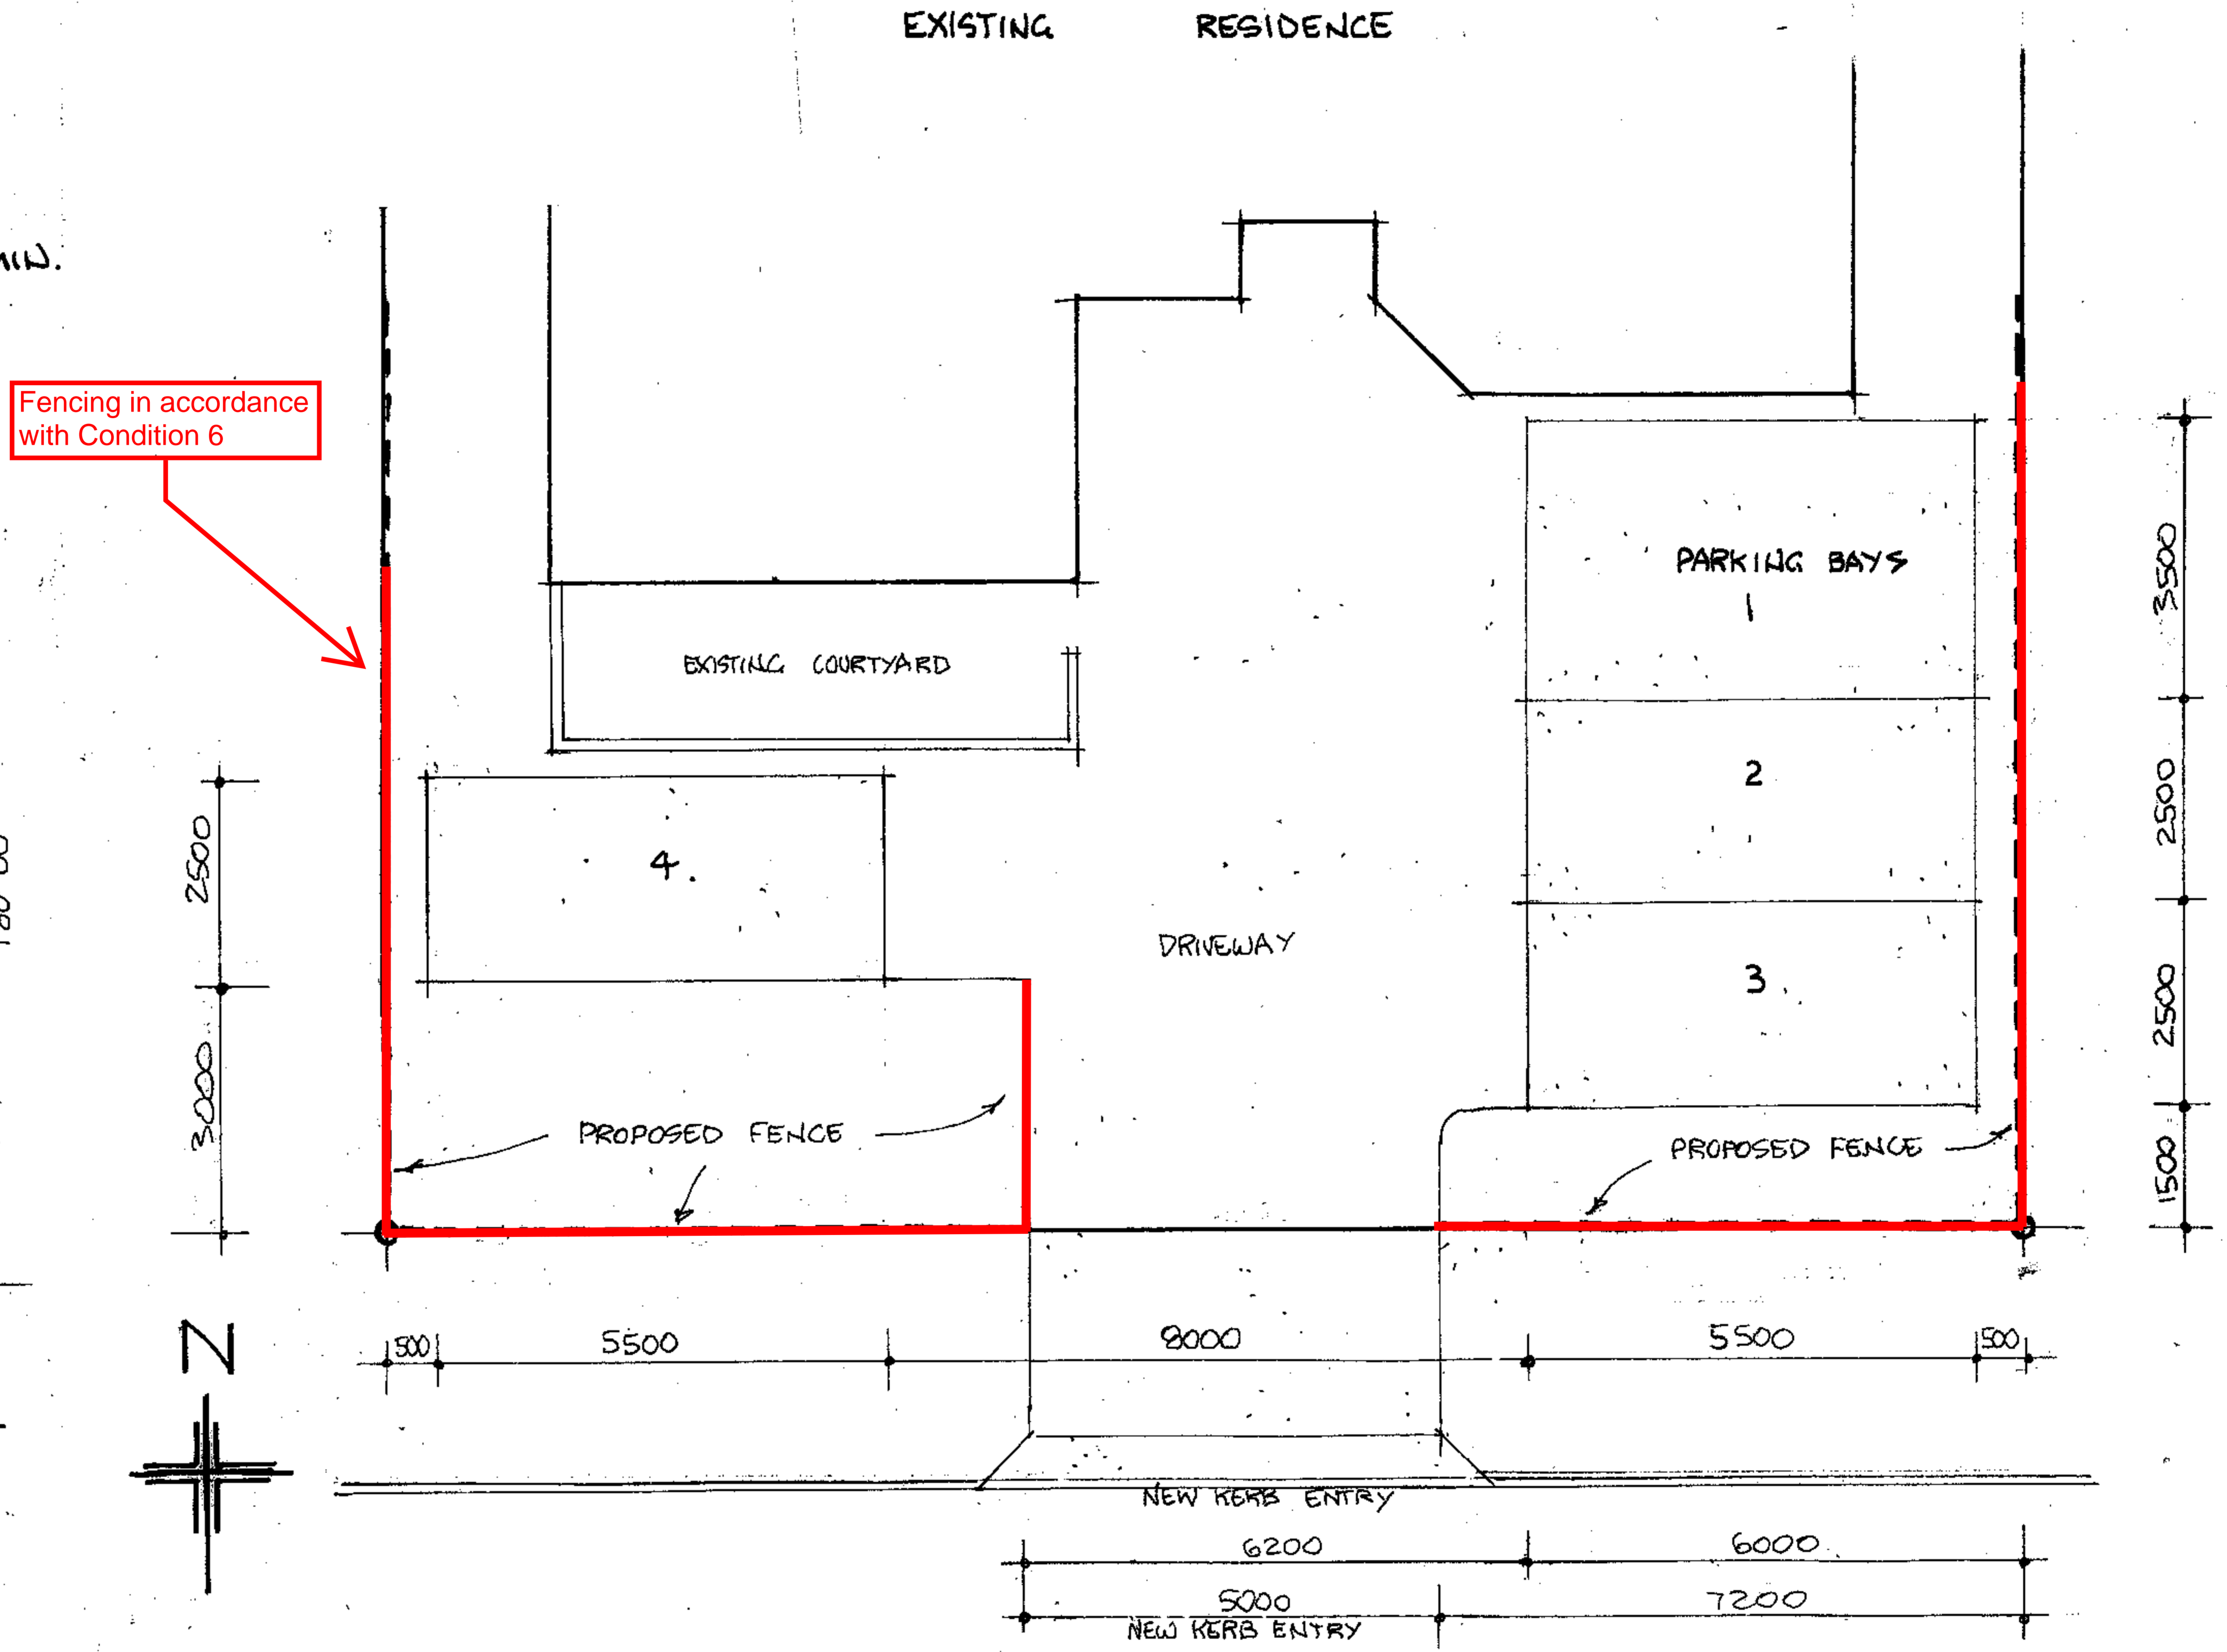 EXISTING RESIDENCE
Fencing in accordance
with Condition 6
PARKING BAYS
1
3500
EXISTING COURTYARD
2
2500
4.
2500
DRIVEWAY
3
2500
3000
PROPOSED FENCE
PROPOSED FENCE
1500
N
500
5500
8000
5500
500
NEW KERB ENTRY
6200
6000
5000
7200
NEW KERB ENTRY